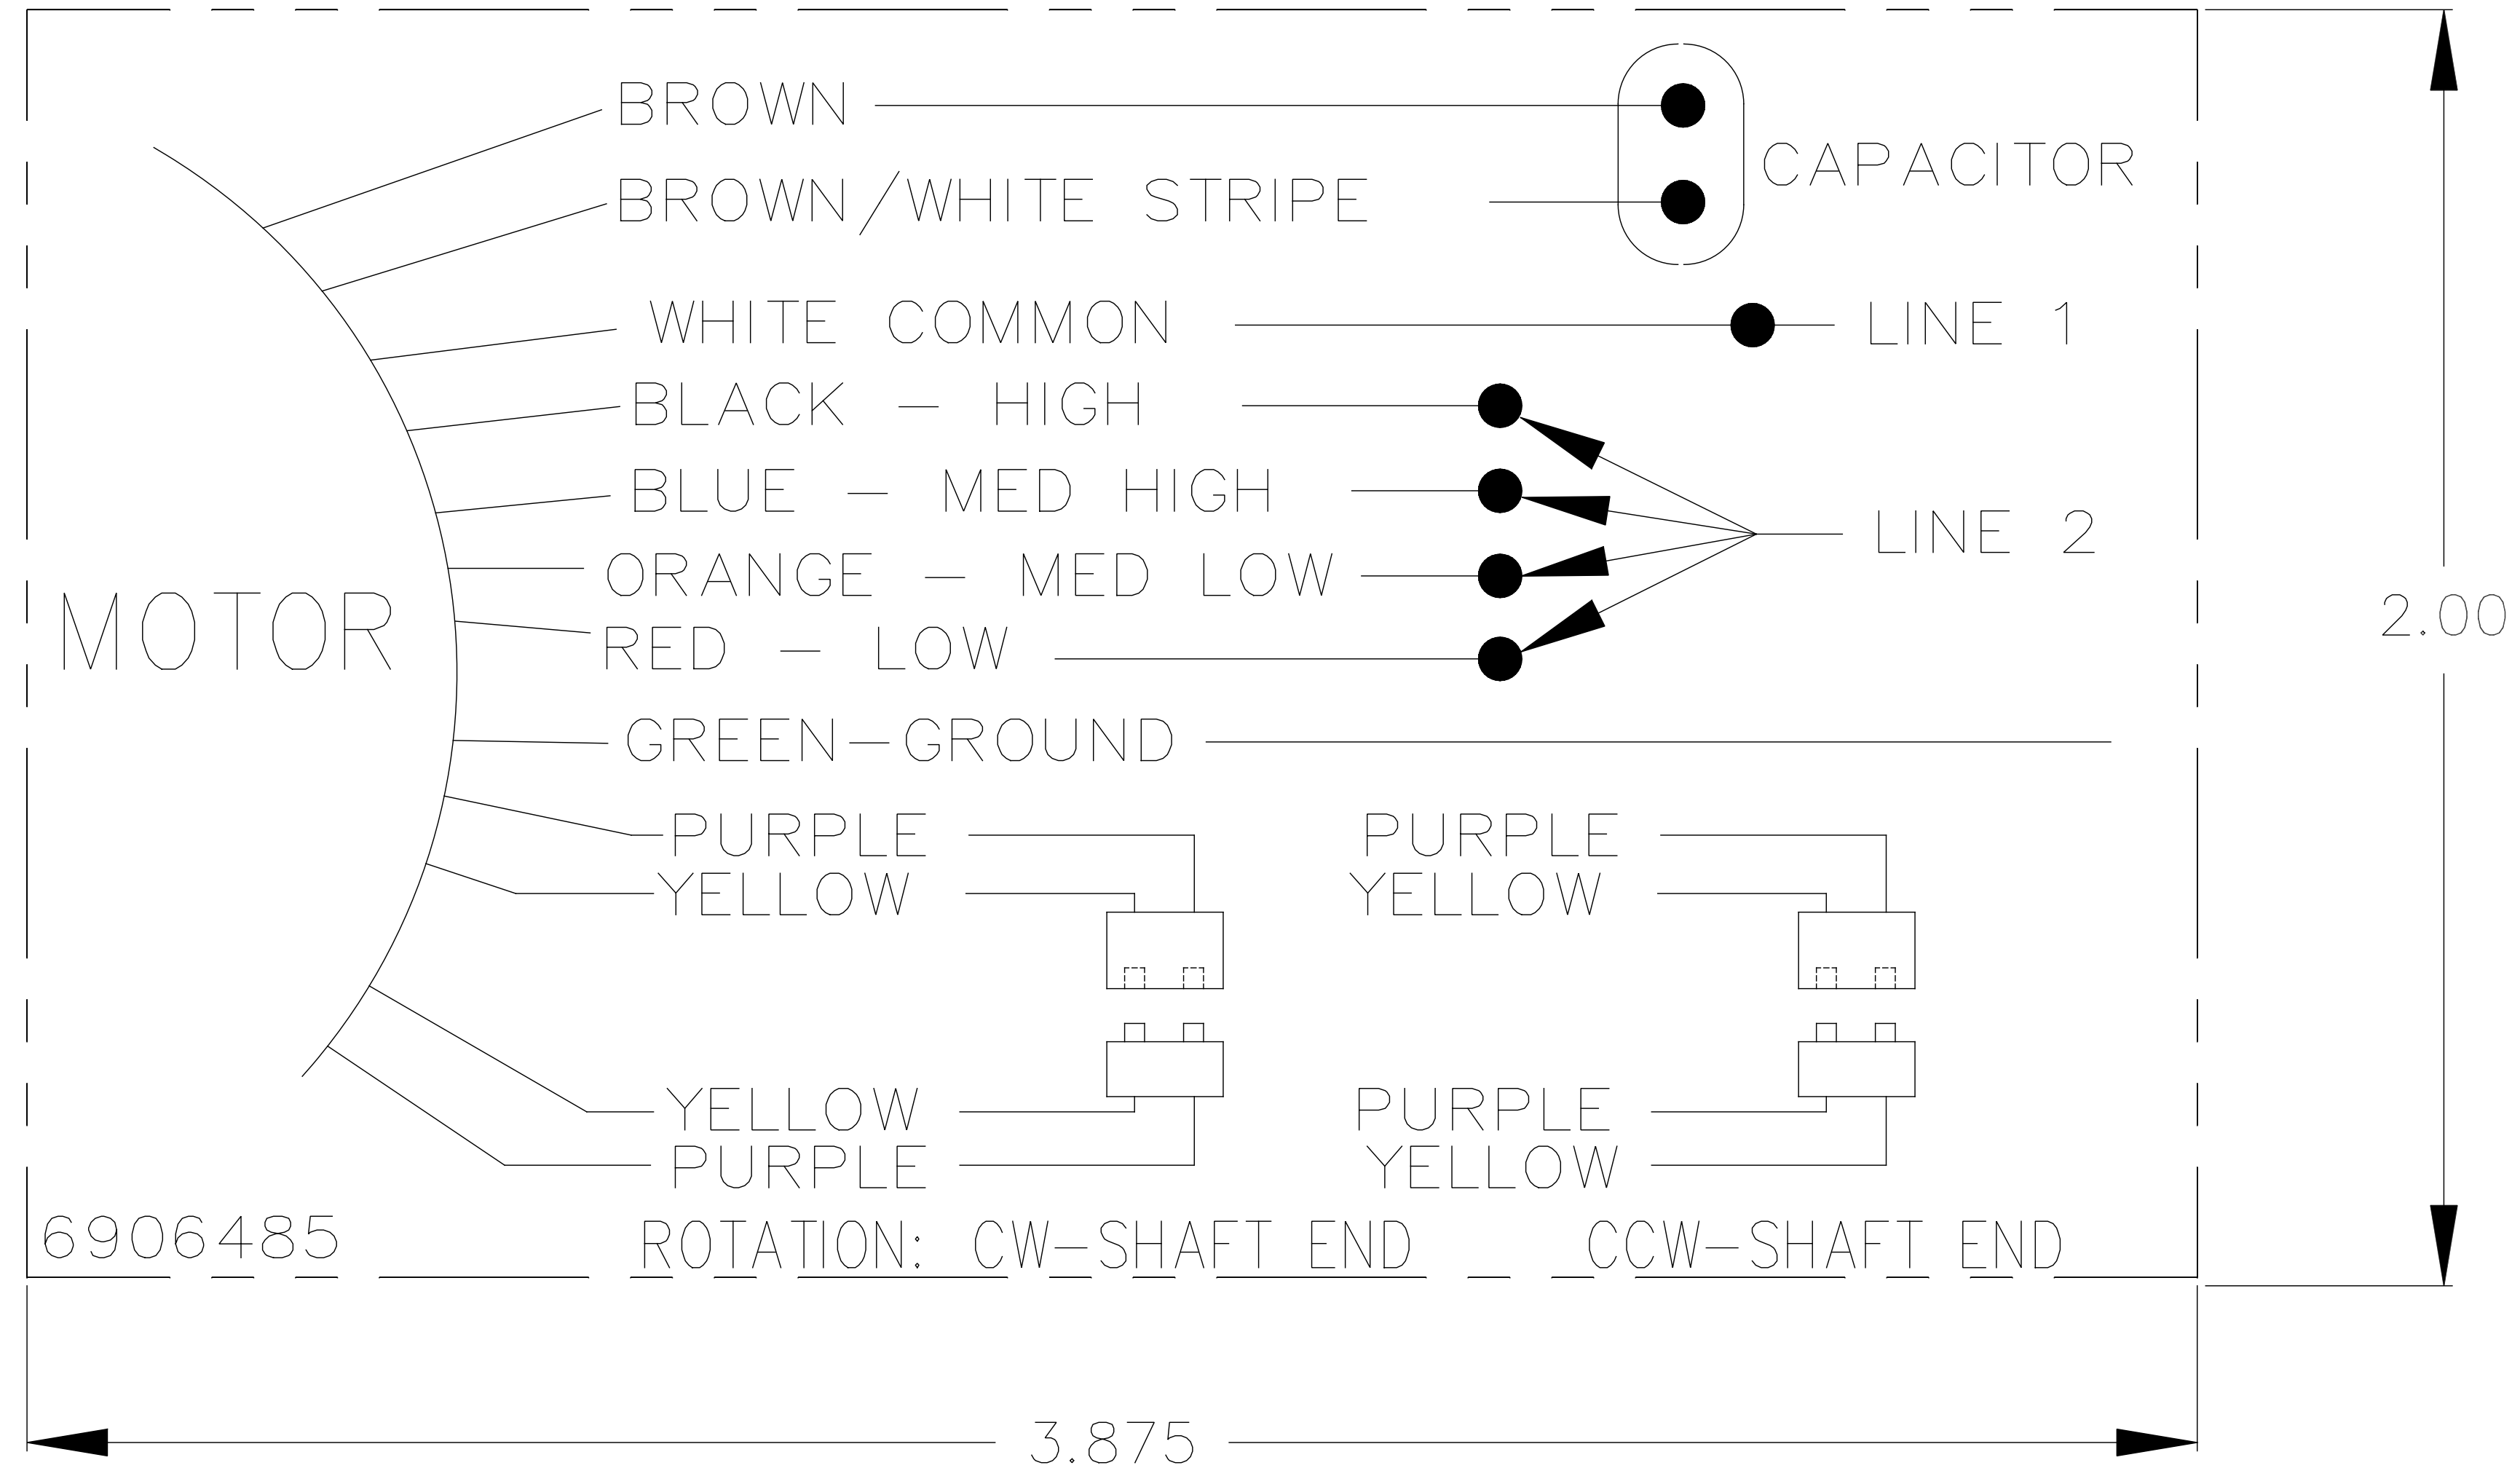 BROWN
CAPACITOR
BROWN/WHITE STRIPE
WHITE COMMON LINE 1
BLACK — HIGH
BLUE — MED HIGH
LINE 2
ORANGE — MED LOW
MOTOR
2.00
RED — LOW
GREEN—GROUND
PURPLE PURPLE
YELLOW YELLOW
YELLOW PURPLE
PURPLE YELLOW
6906485 ROTATION: CW—SHAFT END CCW—SHAFT END
3.875